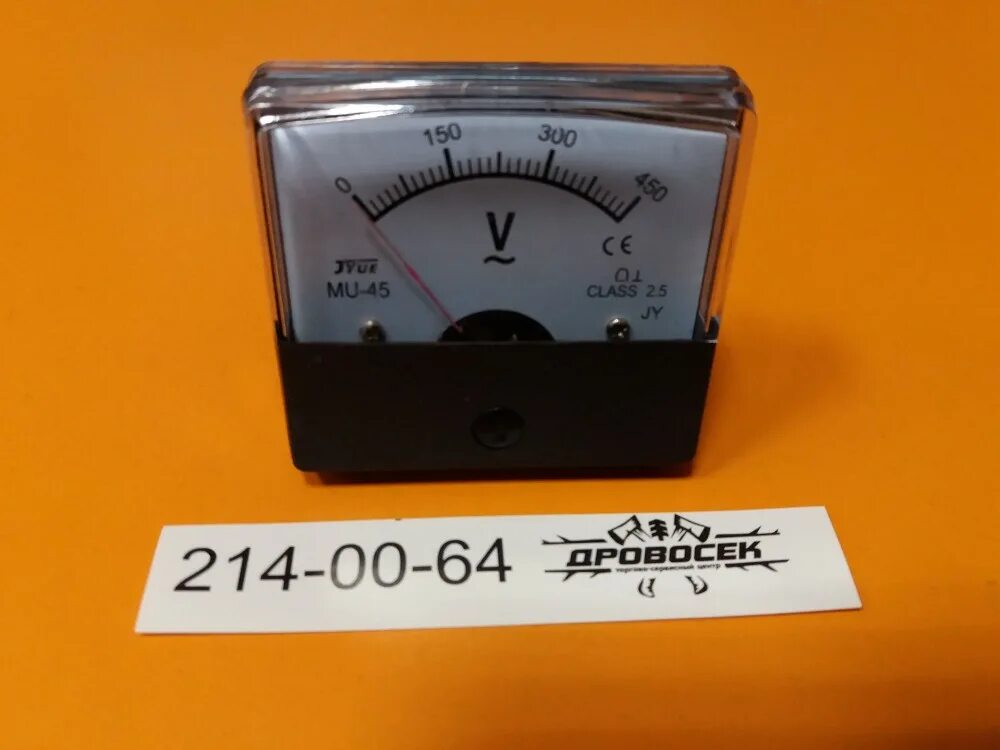 0 150 300 450
V
~
CE
JYUE
MU-45
CLASS 2.5
JY
214-00-64
ДРОВОСЕК
торгово-сервисный центр